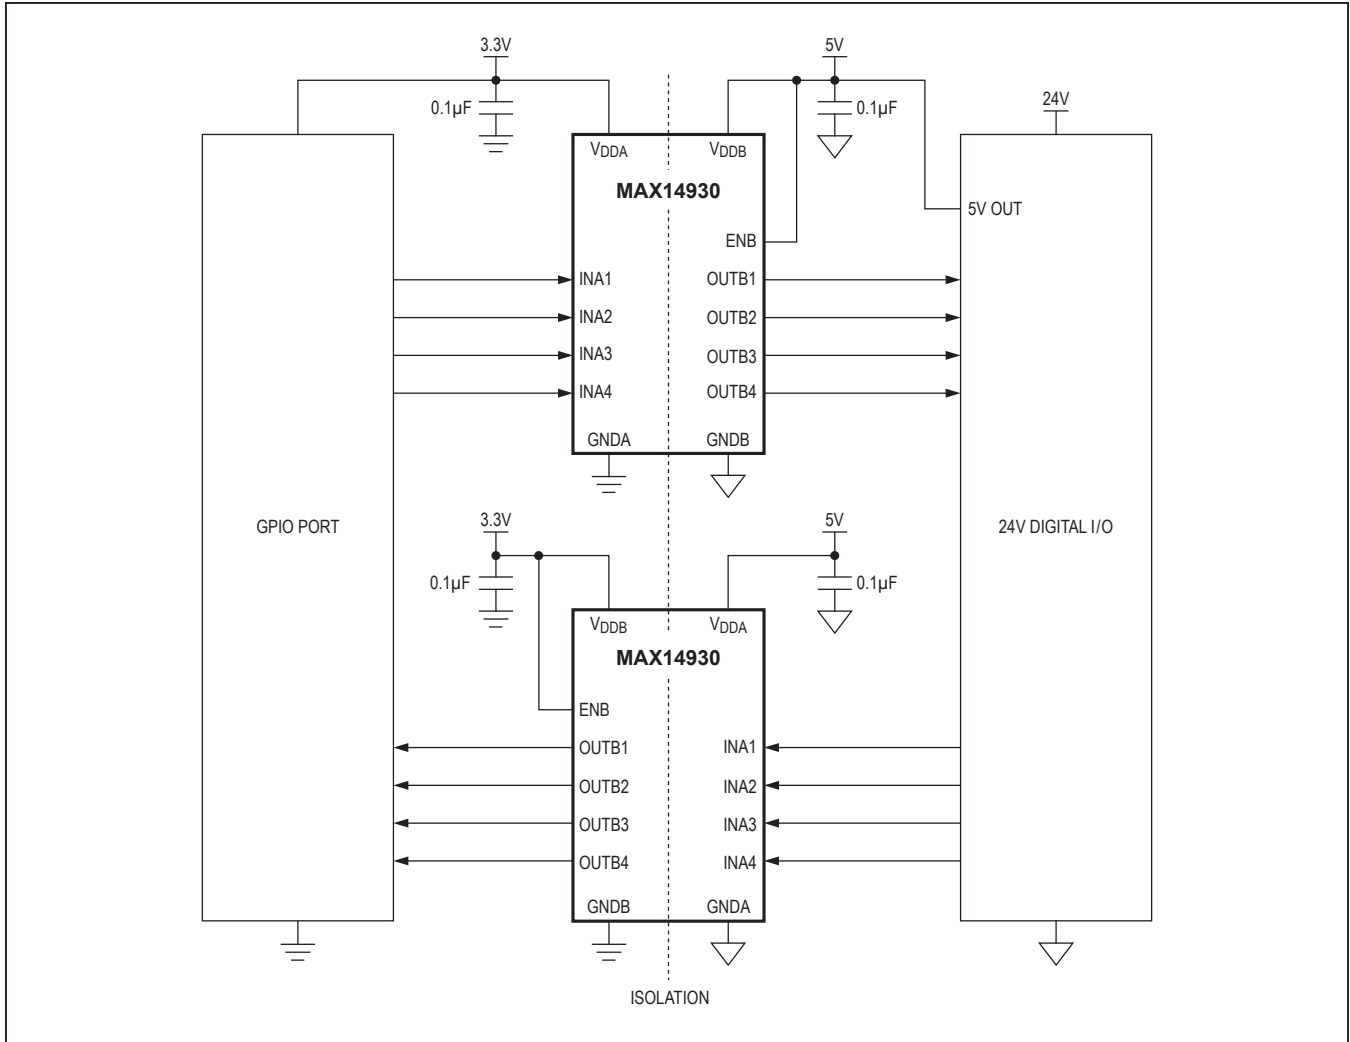 3.3V
5V
24V
0.1µF
0.1µF
VDDA
VDDB
MAX14930
5V OUT
ENB
INA1
OUTB1
INA2
OUTB2
INA3
OUTB3
INA4
OUTB4
GNDA
GNDB
GPIO PORT
3.3V
5V
24V DIGITAL I/O
0.1µF
0.1µF
VDDB
VDDA
MAX14930
ENB
OUTB1
INA1
OUTB2
INA2
OUTB3
INA3
OUTB4
INA4
GNDB
GNDA
ISOLATION